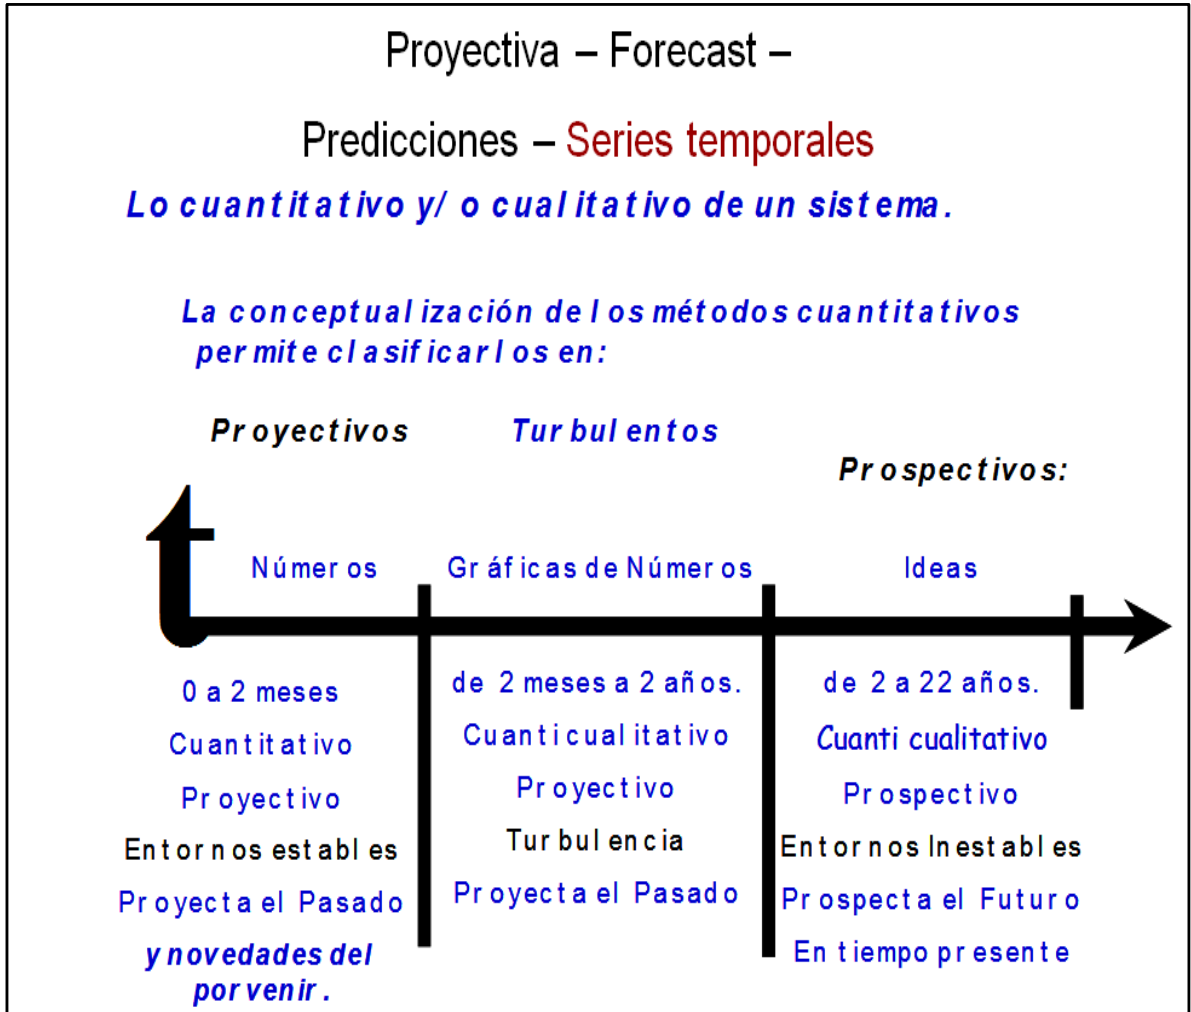 Proyectiva – Forecast –
Predicciones – Series temporales
Lo cuantitativo y/ o cualitativo de un sistema.
La conceptualización de los métodos cuantitativos
permite clasificarlos en:
Proyectivos
Turbulentos
Prospectivos:
t
Números
Gráficas de Números
Ideas
0 a 2 meses
Cuantitativo
Proyectivo
Entornos estables
Proyecta el Pasado
y novedades del
porvenir.
de 2 meses a 2 años.
Cuanticualitativo
Proyectivo
Turbulencia
Proyecta el Pasado
de 2 a 22 años.
Cuanti cualitativo
Prospectivo
Entornos Inestables
Prospecta el Futuro
En tiempo presente